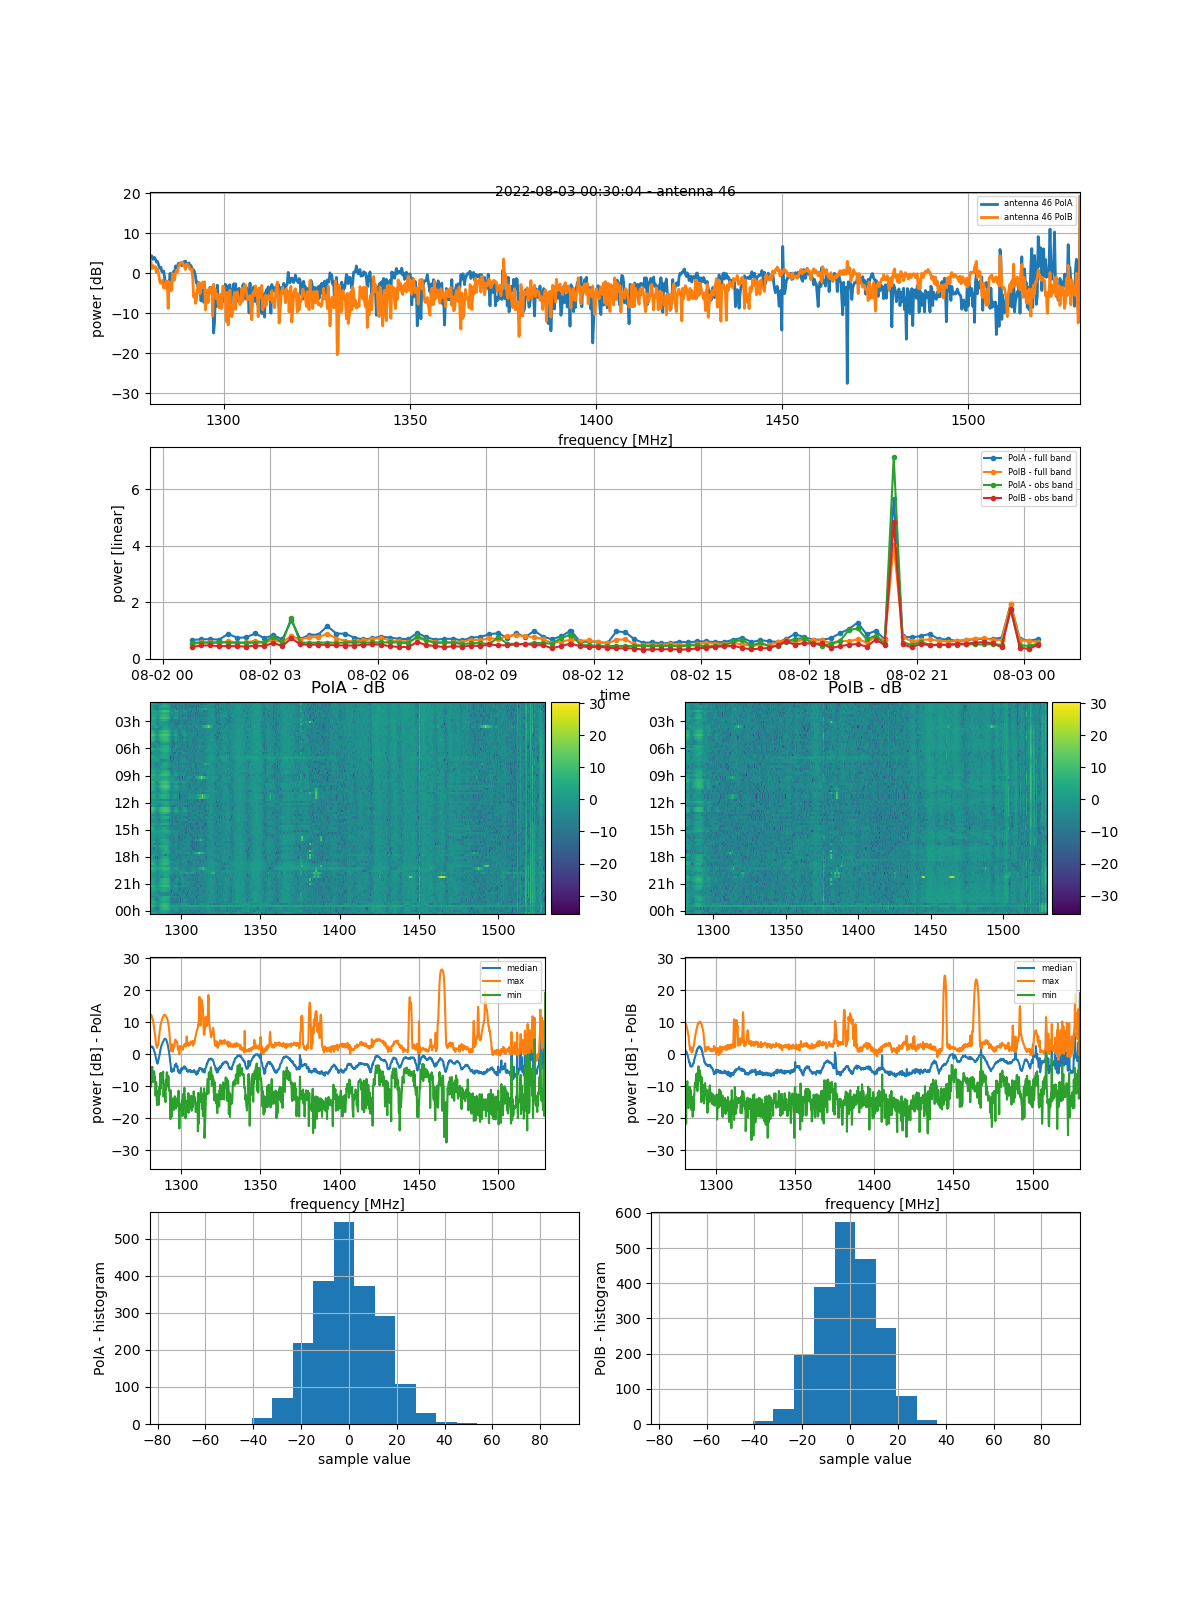 2022-08-03 00:30:04 - antenna 46
antenna 46 PolA
antenna 46 PolB
power [dB]
20
10
0
−10
−20
−30
1300 1350 1400 1450 1500
frequency [MHz]
PolA - full band
PolB - full band
PolA - obs band
PolB - obs band
power [linear]
6
4
2
0
08-02 00 08-02 03 08-02 06 08-02 09 08-02 12 08-02 15 08-02 18 08-02 21 08-03 00
time
PolA - dB
03h
06h
09h
12h
15h
18h
21h
00h
1300 1350 1400 1450 1500
30
20
10
0
−10
−20
−30
PolB - dB
03h
06h
09h
12h
15h
18h
21h
00h
1300 1350 1400 1450 1500
30
20
10
0
−10
−20
−30
median
max
min
power [dB] - PolA
30
20
10
0
−10
−20
−30
1300 1350 1400 1450 1500
frequency [MHz]
median
max
min
power [dB] - PolB
30
20
10
0
−10
−20
−30
1300 1350 1400 1450 1500
frequency [MHz]
PolA - histogram
500
400
300
200
100
0
−80 −60 −40 −20 0 20 40 60 80
sample value
PolB - histogram
600
500
400
300
200
100
0
−80 −60 −40 −20 0 20 40 60 80
sample value